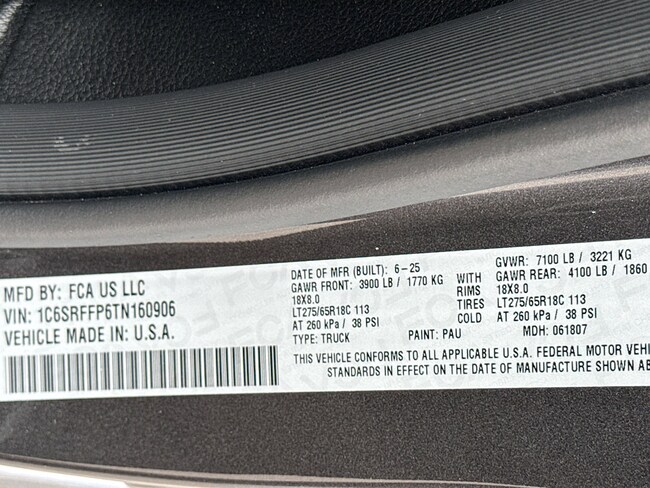 MFD BY: FCA US LLC
VIN: 1C6SRFFP6TN160906
VEHICLE MADE IN U.S.A.
DATE OF MFR (BUILT): 6-25 GVWR: 7100 LB / 3221 KG
GAWR FRONT: 3900 LB / 1770 KG WITH GAWR REAR: 4100 LB / 1860
18X8.0 RIMS 18X8.0
LT275/65R18C 113 TIRES LT275/65R18C 113
AT 260 kPa / 38 PSI COLD AT 260 kPa / 38 PSI
TYPE: TRUCK PAINT: PAU MDH: 061807
THIS VEHICLE CONFORMS TO ALL APPLICABLE U.S.A. FEDERAL MOTOR VEHI
STANDARDS IN EFFECT ON THE DATE OF MANUFACTURE SHOWN AB